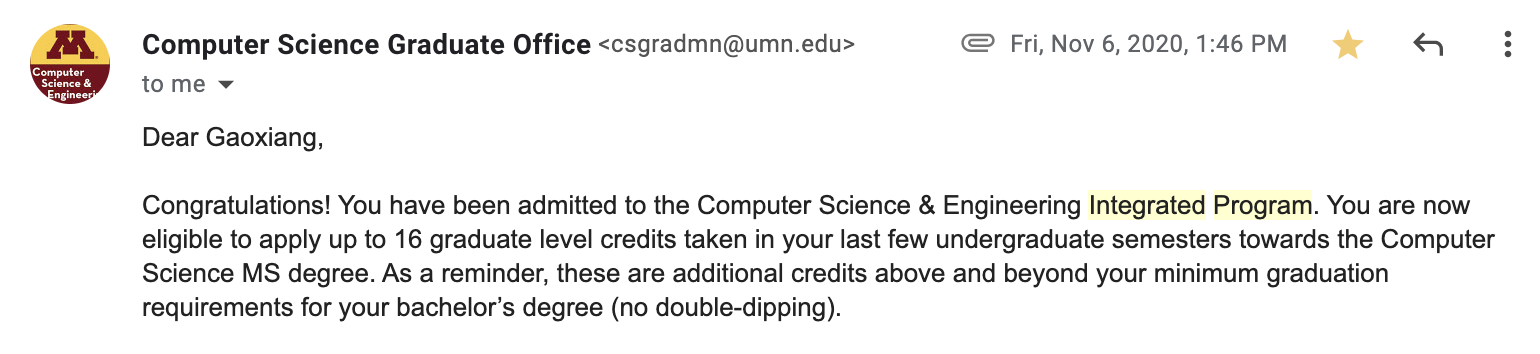 Computer Science Graduate Office <csgradmn@umn.edu>
Fri, Nov 6, 2020, 1:46 PM
M
Computer
Science &
Engineeri
to me
Dear Gaoxiang,
Congratulations! You have been admitted to the Computer Science & Engineering Integrated Program. You are now
eligible to apply up to 16 graduate level credits taken in your last few undergraduate semesters towards the Computer
Science MS degree. As a reminder, these are additional credits above and beyond your minimum graduation
requirements for your bachelor’s degree (no double-dipping).